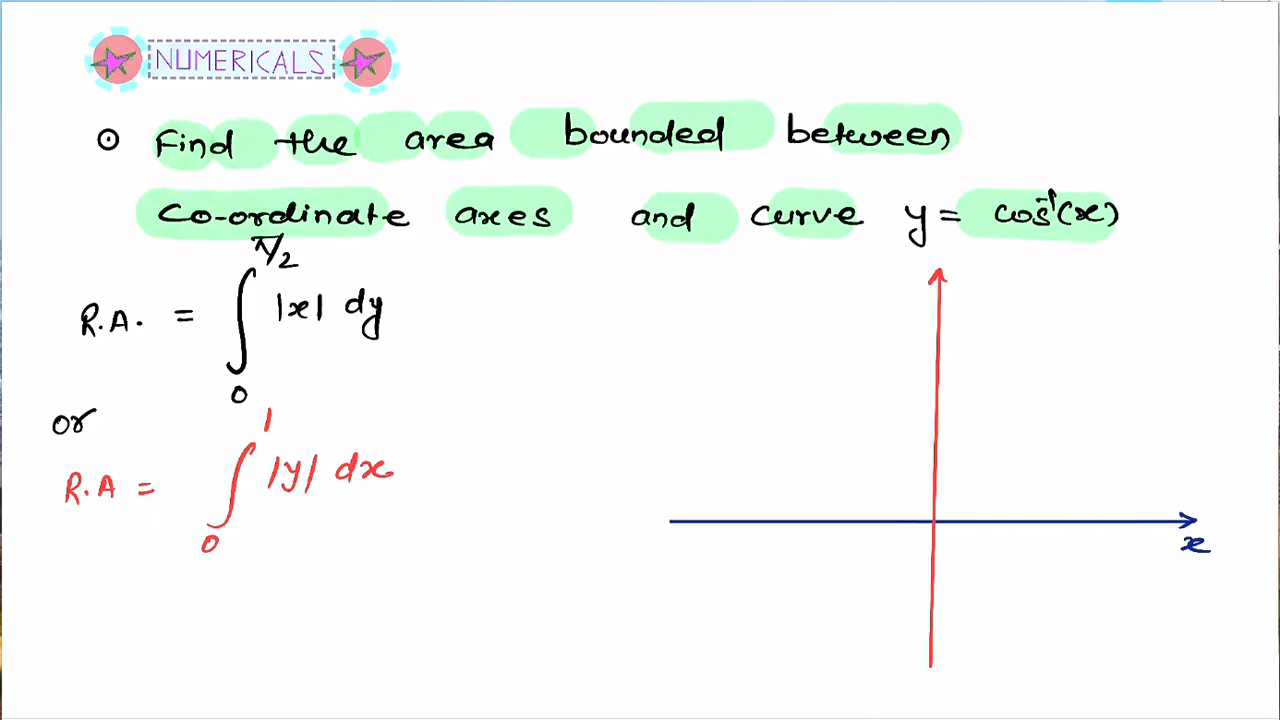 NUMERICALS
⊙ Find the area bounded between
co-ordinate axes and curve y = cos⁻¹(x)
R.A. = ∫₀^(π/2) |x| dy
or
R.A = ∫₀^1 |y| dx
x